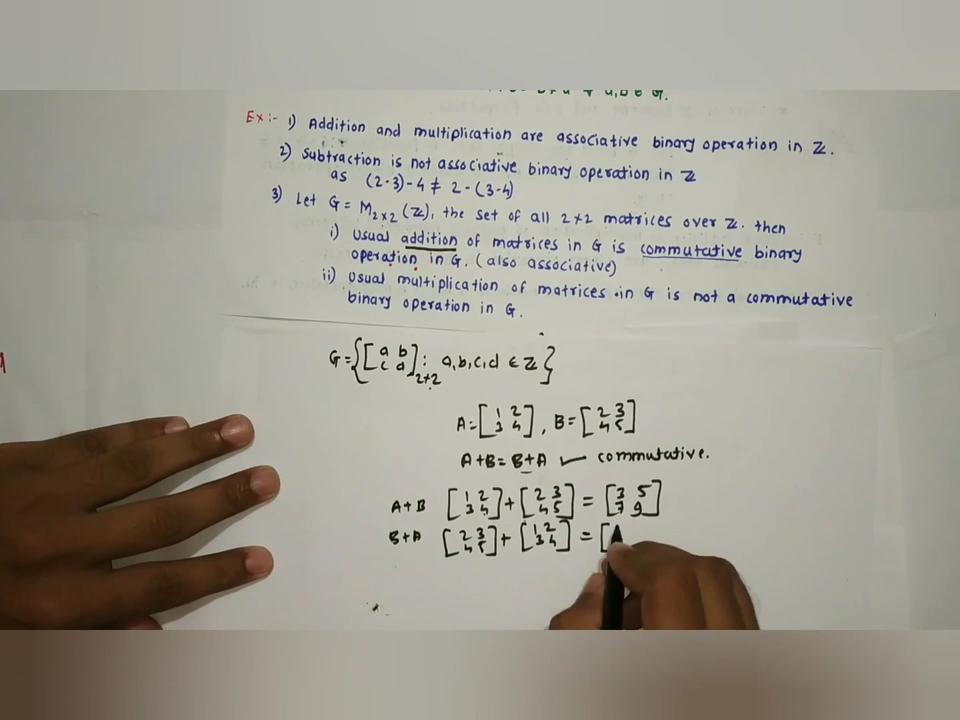 Ex:- 1) Addition and multiplication are associative binary operation in ℤ.
2) Subtraction is not associative binary operation in ℤ
as (2-3)-4 ≠ 2-(3-4)
3) Let G = M2×2 (ℤ), the set of all 2×2 matrices over ℤ. then
i) Usual addition of matrices in G is commutative binary
operation in G. (also associative)
ii) Usual multiplication of matrices in G is not a commutative
binary operation in G.
G = {[a b; c d]2×2 : a,b,c,d ∈ ℤ}
A = [1 2; 3 4], B = [2 3; 4 5]
A+B = B+A ✓ commutative.
A+B [1 2; 3 4] + [2 3; 4 5] = [3 5; 7 9]
B+A [2 3; 4 5] + [1 2; 3 4] = [